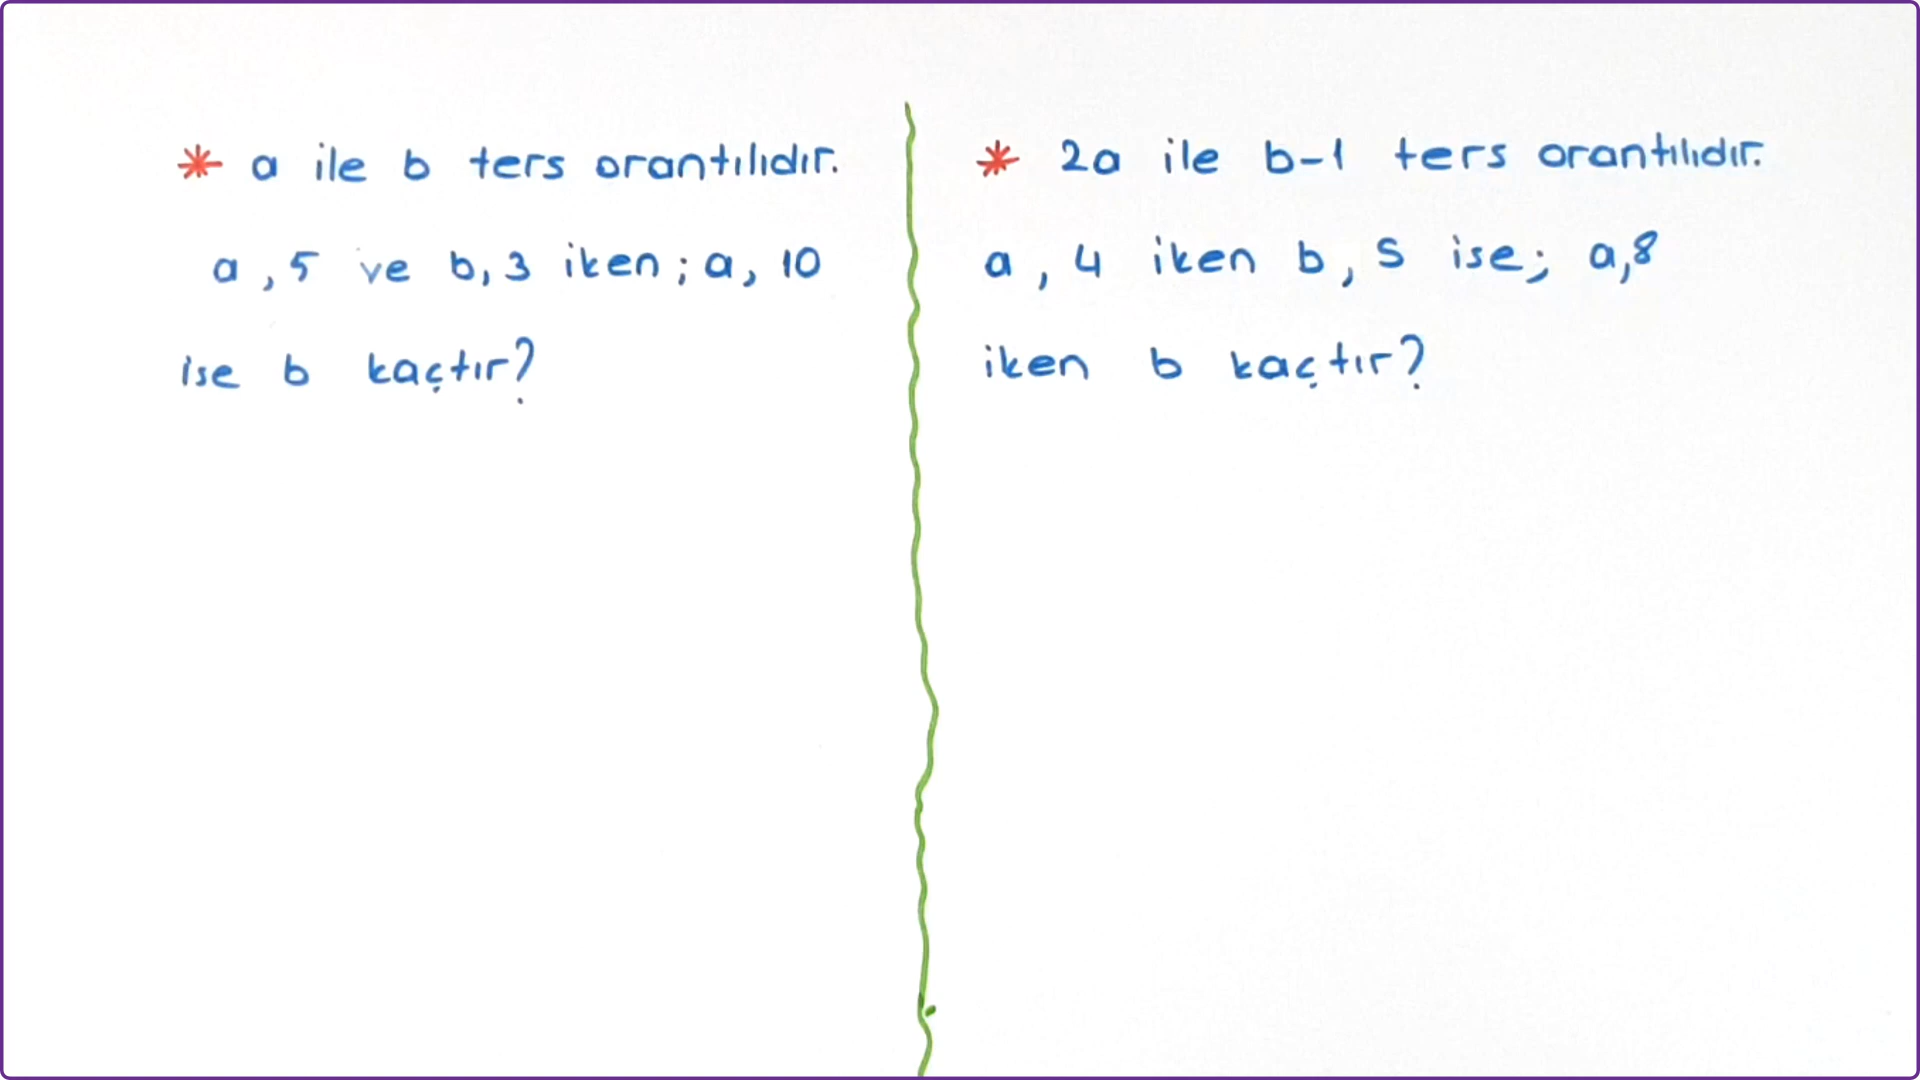 * a ile b ters orantılıdır.
a, 5 ve b, 3 iken; a, 10
ise b kaçtır?
* 2a ile b-1 ters orantılıdır.
a, 4 iken b, 5 ise; a,8
iken b kaçtır?